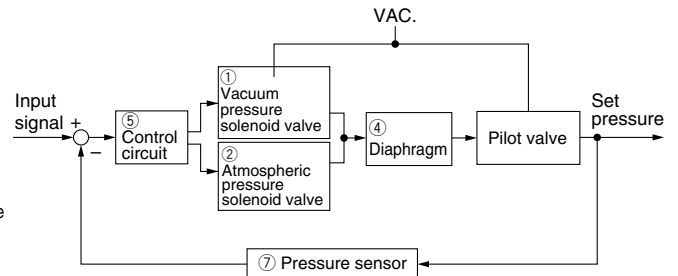 VAC.
Input
signal +
−
⑤
Control
circuit
①
Vacuum
pressure
solenoid valve
②
Atmospheric
pressure
solenoid valve
④
Diaphragm
Pilot valve
Set
pressure
⑦ Pressure sensor
e